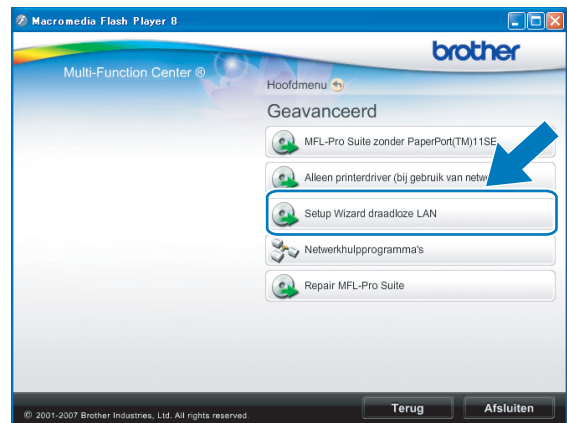 Macromedia Flash Player 8
brother
Multi-Function Center ®
Hoofdmenu
Geavanceerd
MFL-Pro Suite zonder PaperPort(TM)11SE
Alleen printerdriver (bij gebruik van
Setup Wizard draadloze LAN
Netwerkhulpprogramma's
Repair MFL-Pro Suite
© 2001-2007 Brother Industries, Ltd. All rights reserved.
Terug
Afsluiten